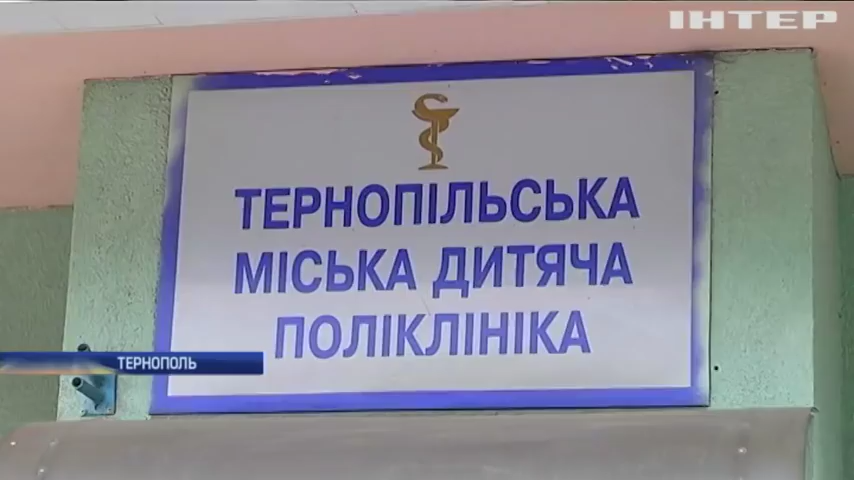 ІНТЕР
ТЕРНОПІЛЬСЬКА
МІСЬКА ДИТЯЧА
ПОЛІКЛІНІКА
ТЕРНОПОЛЬ